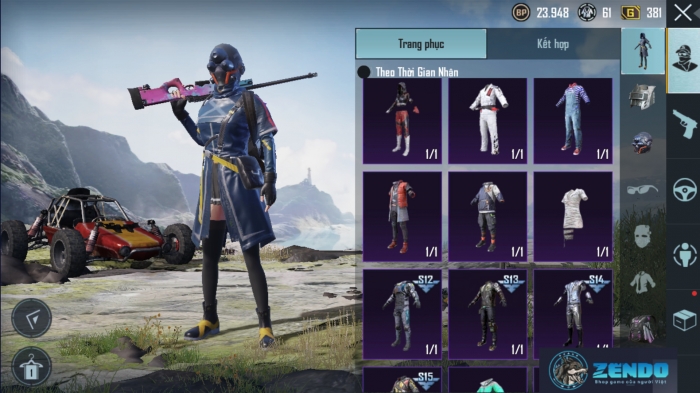 BP 23.948 61 G 381
Trang phục Kết hợp
Theo Thời Gian Nhận
1/1 1/1 1/1
1/1 1/1 1/1
S12 S13 S14
1/1 1/1 1/1
S15
ZENDO
Shop game của người Việt